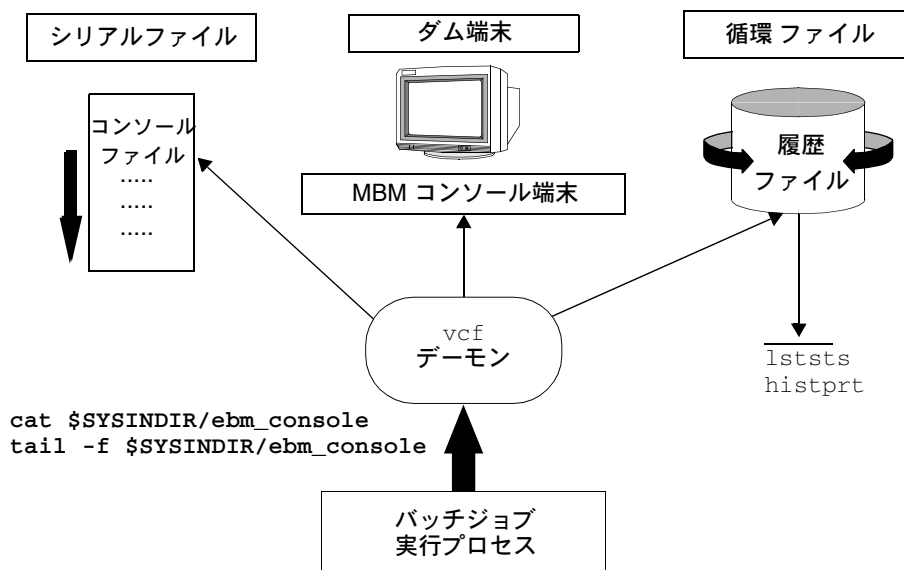 シリアルファイル
ダム端末
循環 ファイル
コンソール
ファイル
.....
.....
.....
履歴
ファイル
MBM コンソール端末
vcf
デーモン
lststs
histprt
cat $SYSINDIR/ebm_console
tail -f $SYSINDIR/ebm_console
バッチジョブ
実行プロセス